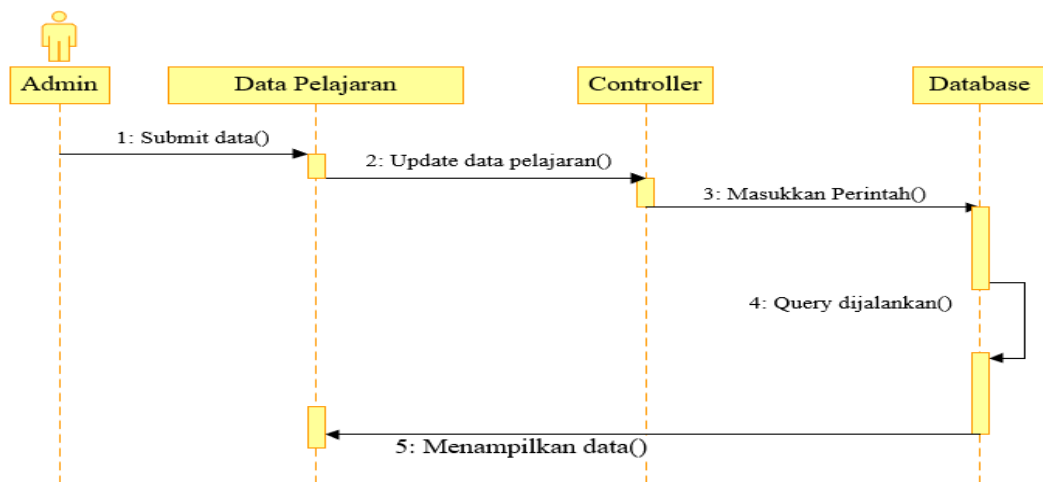 Admin
Data Pelajaran
Controller
Database
1: Submit data()
2: Update data pelajaran()
3: Masukkan Perintah()
4: Query dijalankan()
5: Menampilkan data()